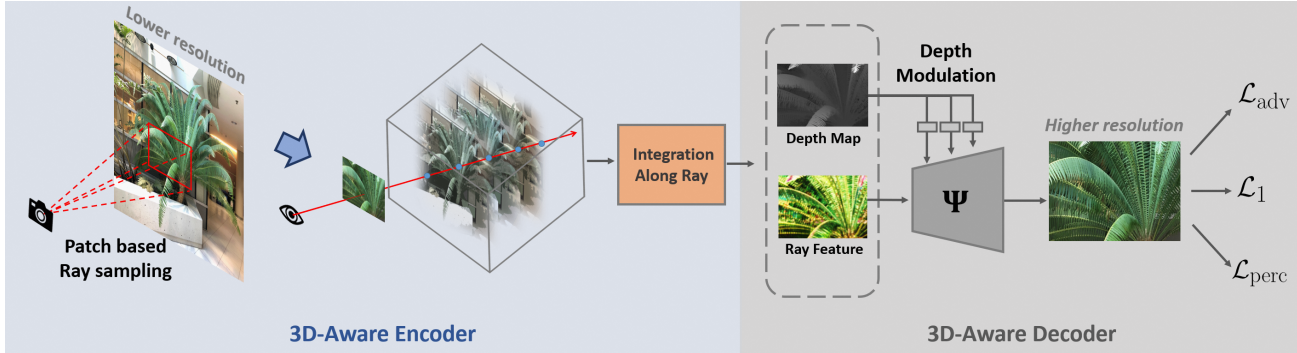 Lower resolution
Patch based
Ray sampling
Integration
Along Ray
3D-Aware Encoder
Depth Map
Ray Feature
Depth
Modulation
Ψ
Higher resolution
ℒadv
ℒ1
ℒperc
3D-Aware Decoder